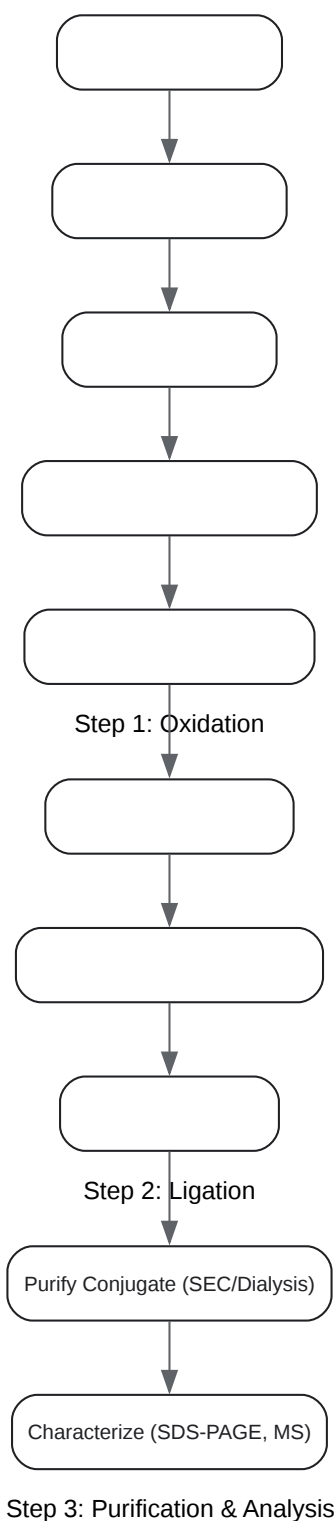 Step 1: Oxidation
Step 2: Ligation
Purify Conjugate (SEC/Dialysis)
Characterize (SDS-PAGE, MS)
Step 3: Purification & Analysis